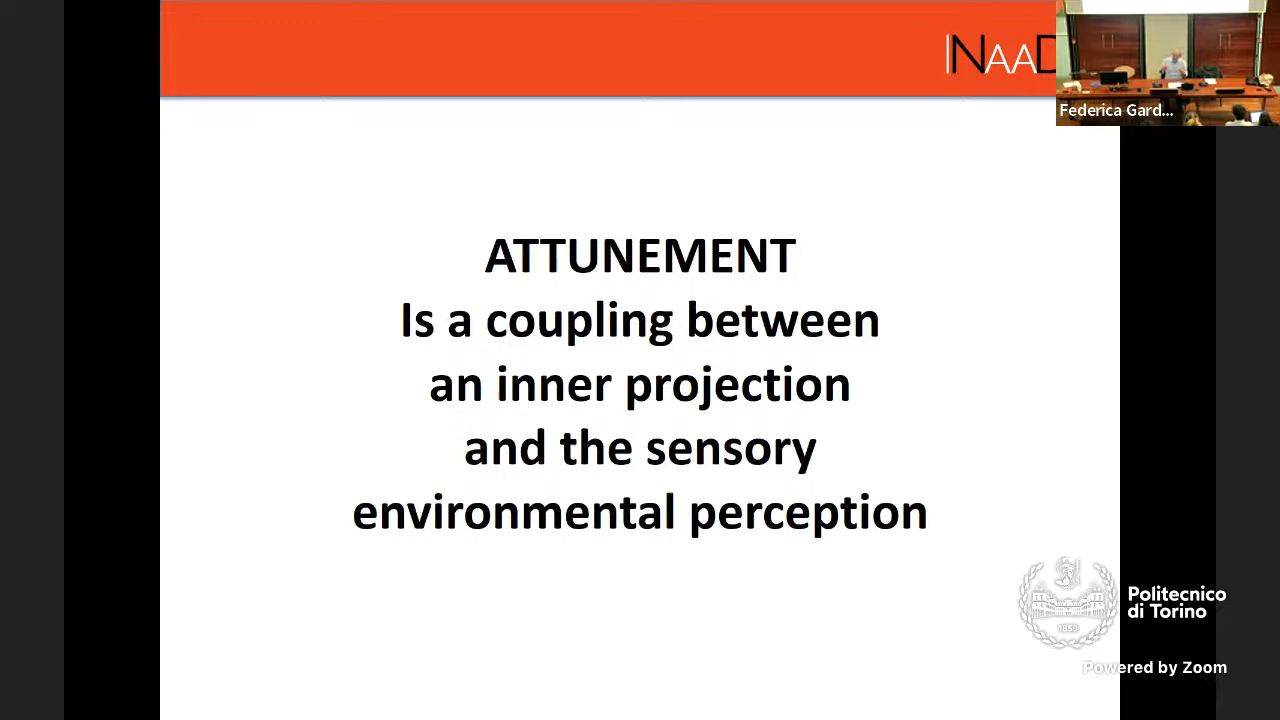 INAAD
Federica Gard...
ATTUNEMENT
Is a coupling between
an inner projection
and the sensory
environmental perception
1859
Politecnico
di Torino
Powered by Zoom